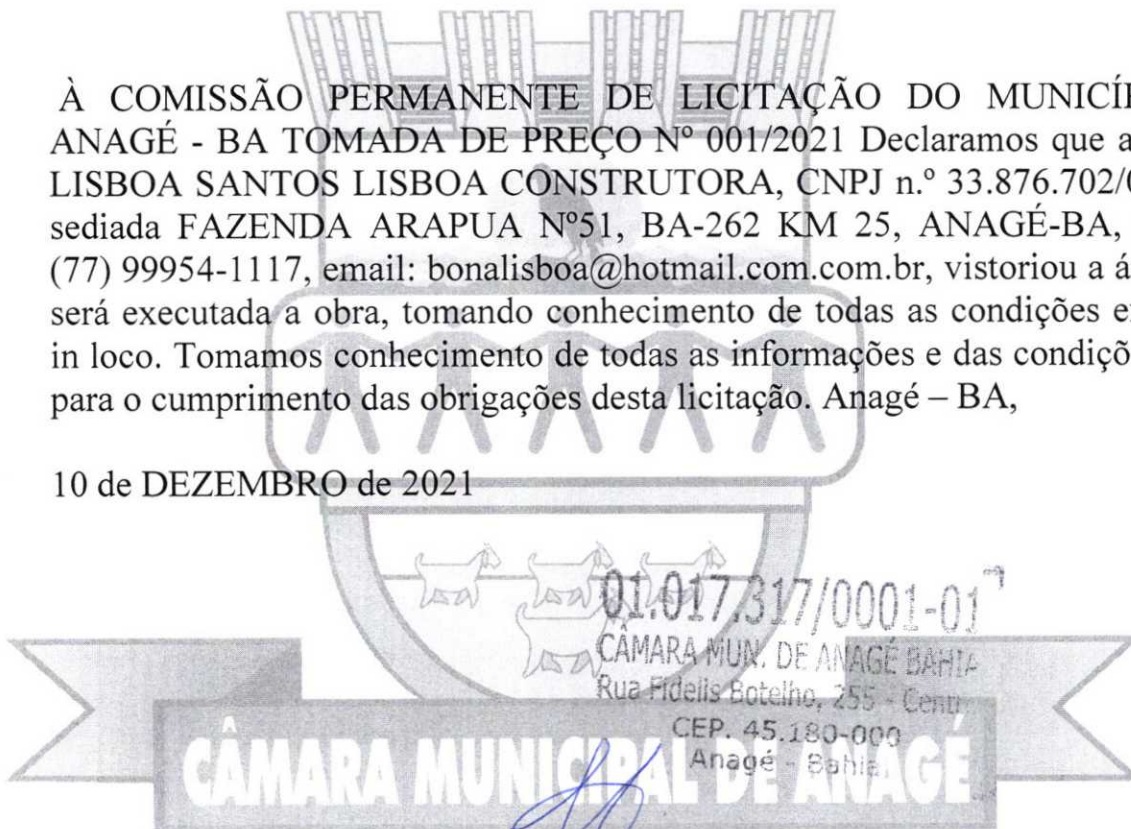 À COMISSÃO PERMANENTE DE LICITAÇÃO DO MUNICÍ
ANAGÉ - BA TOMADA DE PREÇO Nº 001/2021 Declaramos que a
LISBOA SANTOS LISBOA CONSTRUTORA, CNPJ n.º 33.876.702/0
sediada FAZENDA ARAPUA Nº51, BA-262 KM 25, ANAGÉ-BA,
(77) 99954-1117, email: bonalisboa@hotmail.com.com.br, vistoriou a á
será executada a obra, tomando conhecimento de todas as condições e
in loco. Tomamos conhecimento de todas as informações e das condiçõ
para o cumprimento das obrigações desta licitação. Anagé – BA,
10 de DEZEMBRO de 2021
01.017.317/0001-01
CÂMARA MUN. DE ANAGÉ BAHIA
Rua Fidelis Botelho, 255 - Centr
CEP. 45.180-000
Anagé - Bahia
CÂMARA MUNICIPAL DE ANAGÉ